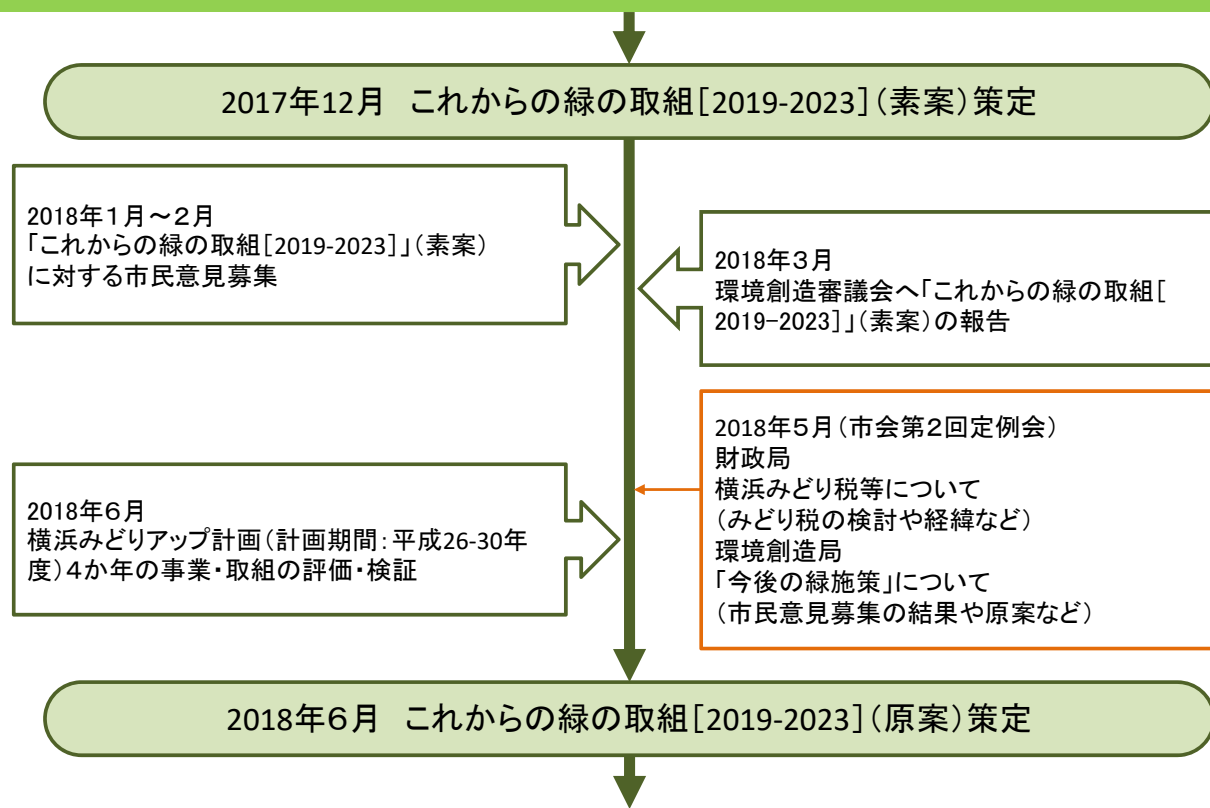 2017年12月 これからの緑の取組[2019-2023](素案)策定
2018年1月～2月
「これからの緑の取組[2019-2023]」(素案)
に対する市民意見募集
2018年3月
環境創造審議会へ「これからの緑の取組[
2019-2023]」(素案)の報告
2018年5月(市会第2回定例会)
財政局
横浜みどり税等について
(みどり税の検討や経緯など)
環境創造局
「今後の緑施策」について
(市民意見募集の結果や原案など)
2018年6月
横浜みどりアップ計画(計画期間:平成26-30年
度)4か年の事業・取組の評価・検証
2018年6月 これからの緑の取組[2019-2023](原案)策定